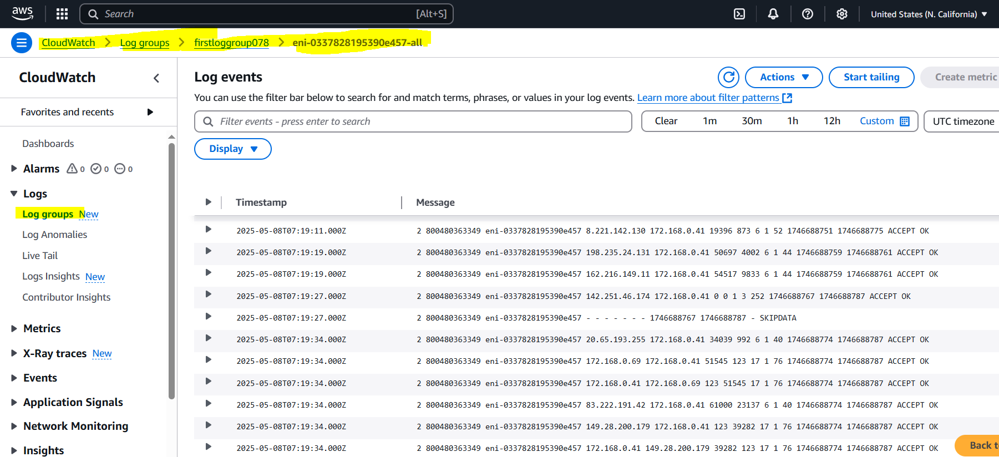 aws Search [Alt+S] United States (N. California)
CloudWatch Log groups firstloggroup078 eni-0337828195390e457-all
CloudWatch
Favorites and recents
Dashboards
Alarms 0 0 0
Logs
Log groups New
Log Anomalies
Live Tail
Logs Insights New
Contributor Insights
Metrics
X-Ray traces New
Events
Application Signals
Network Monitoring
Insights
Log events
Actions Start tailing Create metric
You can use the filter bar below to search for and match terms, phrases, or values in your log events. Learn more about filter patterns
Filter events - press enter to search Clear 1m 30m 1h 12h Custom UTC timezone
Display
Timestamp Message
2025-05-08T07:19:11.000Z 2 800480363349 eni-0337828195390e457 8.221.142.130 172.168.0.41 19396 873 6 1 52 1746688751 1746688775 ACCEPT OK
2025-05-08T07:19:19.000Z 2 800480363349 eni-0337828195390e457 198.235.24.131 172.168.0.41 50697 4002 6 1 44 1746688759 1746688761 ACCEPT OK
2025-05-08T07:19:19.000Z 2 800480363349 eni-0337828195390e457 162.216.149.11 172.168.0.41 54517 9833 6 1 44 1746688759 1746688761 ACCEPT OK
2025-05-08T07:19:27.000Z 2 800480363349 eni-0337828195390e457 142.251.46.174 172.168.0.41 0 0 1 3 252 1746688767 1746688787 ACCEPT OK
2025-05-08T07:19:27.000Z 2 800480363349 eni-0337828195390e457 - - - - - - - 1746688767 1746688787 - SKIPDATA
2025-05-08T07:19:34.000Z 2 800480363349 eni-0337828195390e457 20.65.193.255 172.168.0.41 34039 992 6 1 40 1746688774 1746688787 ACCEPT OK
2025-05-08T07:19:34.000Z 2 800480363349 eni-0337828195390e457 172.168.0.69 172.168.0.41 51545 123 17 1 76 1746688774 1746688787 ACCEPT OK
2025-05-08T07:19:34.000Z 2 800480363349 eni-0337828195390e457 172.168.0.41 172.168.0.69 123 51545 17 1 76 1746688774 1746688787 ACCEPT OK
2025-05-08T07:19:34.000Z 2 800480363349 eni-0337828195390e457 83.222.191.42 172.168.0.41 61000 23137 6 1 40 1746688774 1746688787 ACCEPT OK
2025-05-08T07:19:34.000Z 2 800480363349 eni-0337828195390e457 149.28.200.179 172.168.0.41 123 39282 17 1 76 1746688774 1746688787 ACCEPT OK
2025-05-08T07:19:34.000Z 2 800480363349 eni-0337828195390e457 172.168.0.41 149.28.200.179 39282 123 17 1 76 1746688774 1746688787 ACCEPT OK
Back t